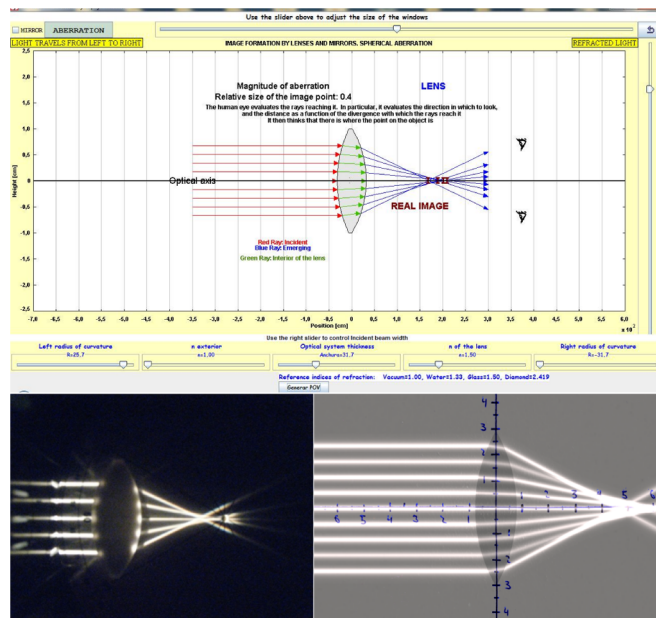 Use the slider above to adjust the size of the windows
MIRROR ABERRATION
LIGHT TRAVELS FROM LEFT TO RIGHT IMAGE FORMATION BY LENSES AND MIRRORS. SPHERICAL ABERRATION REFRACTED LIGHT
2,5
2,0
Magnitude of aberration LENS
Relative size of the image point: 0.4
1,5
The human eye evaluates the rays reaching it. In particular, it evaluates the direction in which to look,
and the distance as a function of the divergence with which the rays reach it
It then thinks that there is where the point on the object is
1,0
0,5
Height [cm]
0 Optical axis
REAL IMAGE
-0,5
-1,0
Red Ray: Incident
Blue Ray: Emerging
Green Ray: Interior of the lens
-1,5
-2,0
-2,5
-7,0 -6,5 -6,0 -5,5 -5,0 -4,5 -4,0 -3,5 -3,0 -2,5 -2,0 -1,5 -1,0 -0,5 0 0,5 1,0 1,5 2,0 2,5 3,0 3,5 4,0 4,5 5,0 5,5 6,0
Position [cm]
Use the right slider to control Incident beam width
Left radius of curvature n exterior Optical system thickness n of the lens Right radius of curvature
R=25,7 n=1,00 Anchura=31,7 n=1,50 R=-31,7
Reference indices of refraction: Vacuum=1.00, Water=1.33, Glass=1.50, Diamond=2.419
Generar POV
4
3
2
1
6 5 4 3 2 1 1 2 3 4 5 6
1
2
3
4